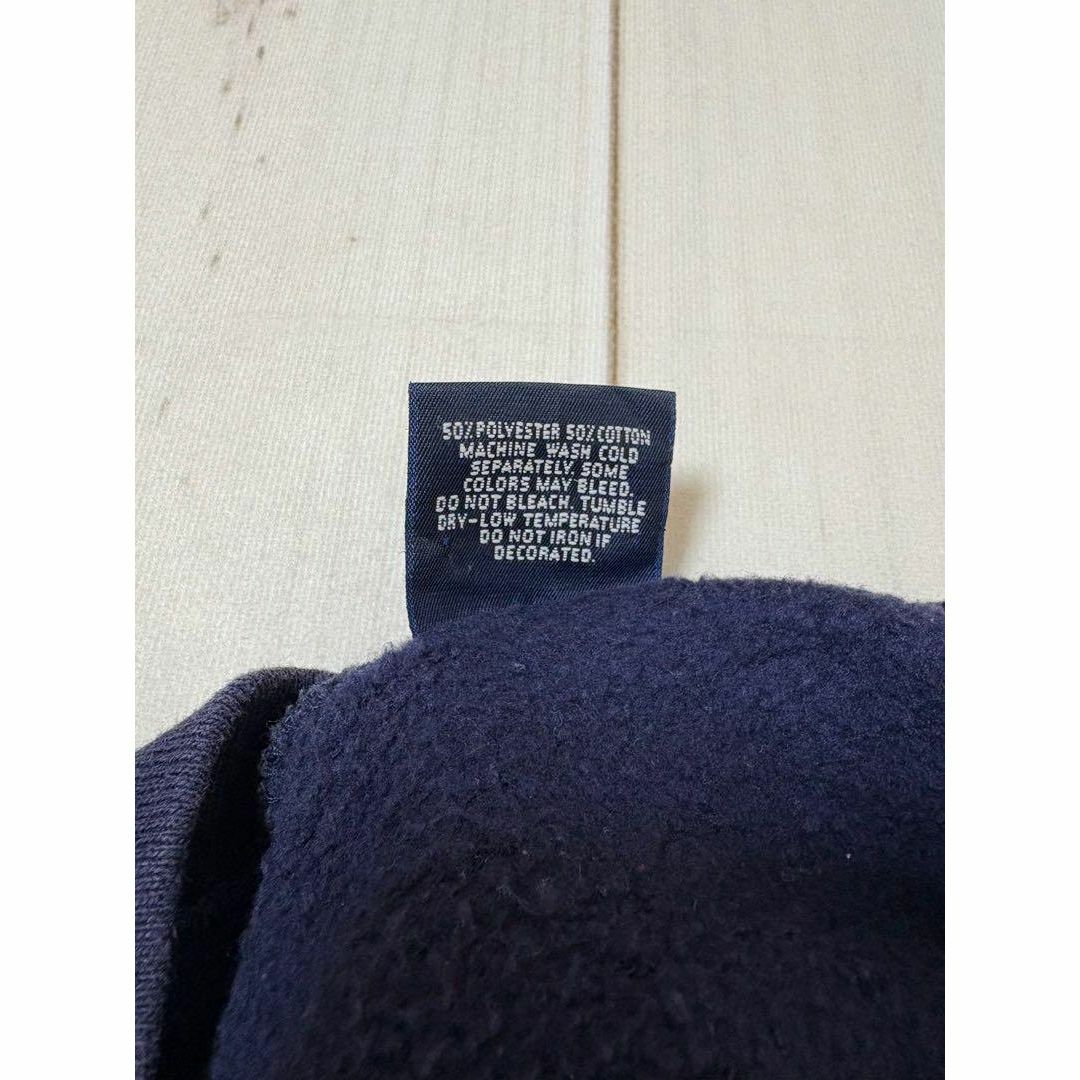 50% POLYESTER 50% COTTON
MACHINE WASH COLD
SEPARATELY, SOME
COLORS MAY BLEED.
DO NOT BLEACH, TUMBLE
DRY-LOW TEMPERATURE
DO NOT IRON IF
DECORATED.